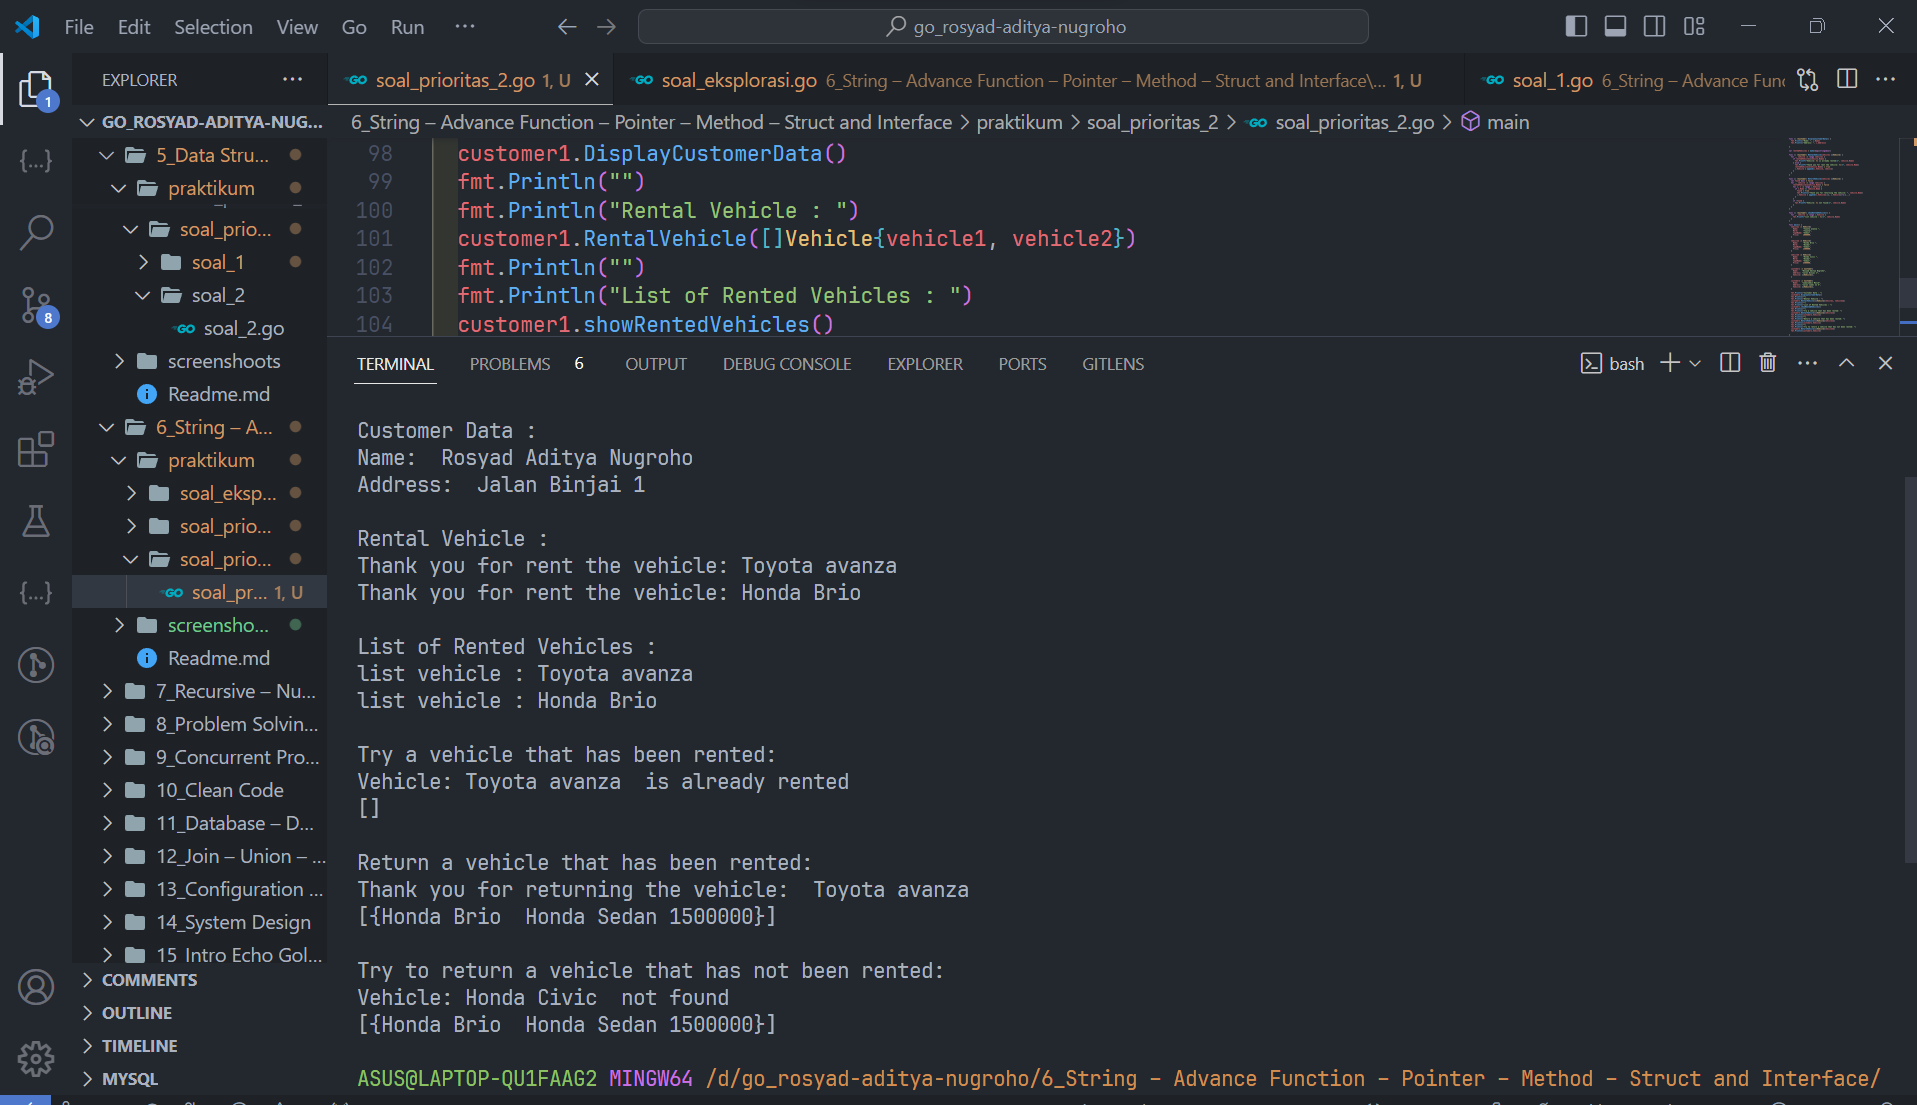 File Edit Selection View Go Run ··· go_rosyad-aditya-nugroho
EXPLORER ···
GO_ROSYAD-ADITYA-NUG...
5_Data Stru...
praktikum
soal_prio...
soal_1
soal_2
soal_2.go
screenshoots
Readme.md
6_String – A...
praktikum
soal_eksp...
soal_prio...
soal_prio...
soal_pr... 1, U
screensho...
Readme.md
7_Recursive – Nu...
8_Problem Solvin...
9_Concurrent Pro...
10_Clean Code
11_Database – D...
12_Join – Union – ...
13_Configuration ...
14_System Design
15 Intro Echo Gol...
COMMENTS
OUTLINE
TIMELINE
MYSQL
1
8
soal_prioritas_2.go 1, U
soal_eksplorasi.go 6_String – Advance Function – Pointer – Method – Struct and Interface\... 1, U
soal_1.go 6_String – Advance Func
6_String – Advance Function – Pointer – Method – Struct and Interface > praktikum > soal_prioritas_2 > soal_prioritas_2.go > main
98 customer1.DisplayCustomerData()
99 fmt.Println("")
100 fmt.Println("Rental Vehicle : ")
101 customer1.RentalVehicle([]Vehicle{vehicle1, vehicle2})
102 fmt.Println("")
103 fmt.Println("List of Rented Vehicles : ")
104 customer1.showRentedVehicles()
TERMINAL PROBLEMS 6 OUTPUT DEBUG CONSOLE EXPLORER PORTS GITLENS bash
Customer Data :
Name:  Rosyad Aditya Nugroho
Address:  Jalan Binjai 1
Rental Vehicle :
Thank you for rent the vehicle: Toyota avanza
Thank you for rent the vehicle: Honda Brio
List of Rented Vehicles :
list vehicle : Toyota avanza
list vehicle : Honda Brio
Try a vehicle that has been rented:
Vehicle: Toyota avanza  is already rented
[]
Return a vehicle that has been rented:
Thank you for returning the vehicle:  Toyota avanza
[{Honda Brio  Honda Sedan 1500000}]
Try to return a vehicle that has not been rented:
Vehicle: Honda Civic  not found
[{Honda Brio  Honda Sedan 1500000}]
ASUS@LAPTOP-QU1FAAG2 MINGW64 /d/go_rosyad-aditya-nugroho/6_String – Advance Function – Pointer – Method – Struct and Interface/